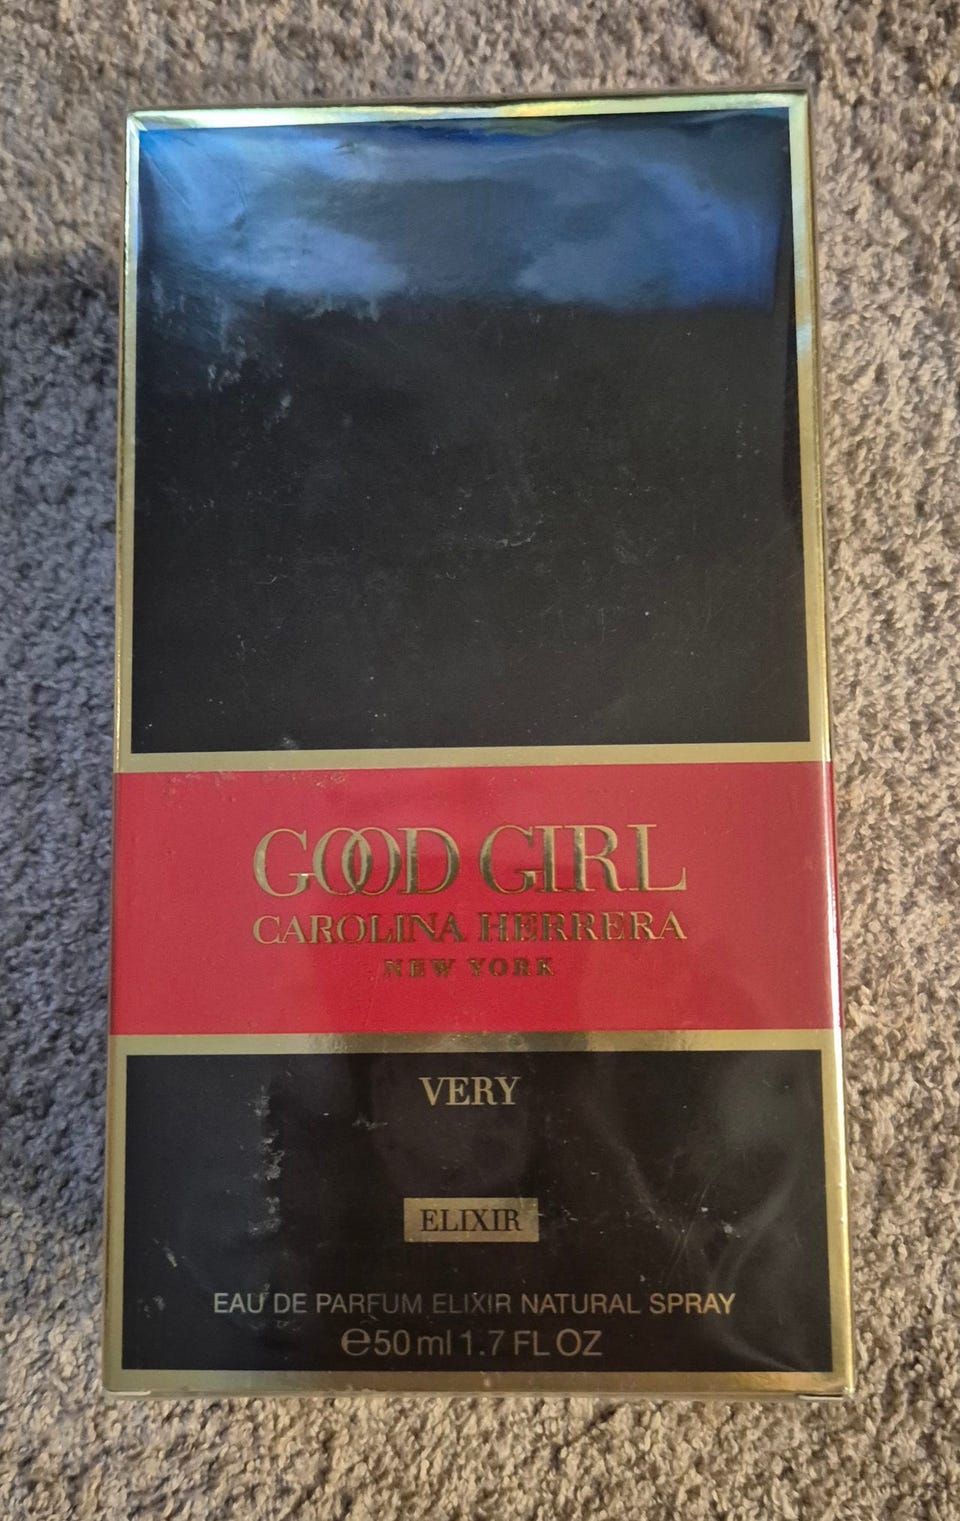 GOOD GIRL
CAROLINA HERRERA
NEW YORK
VERY
ELIXIR
EAU DE PARFUM ELIXIR NATURAL SPRAY
℮50 ml 1.7 FL OZ